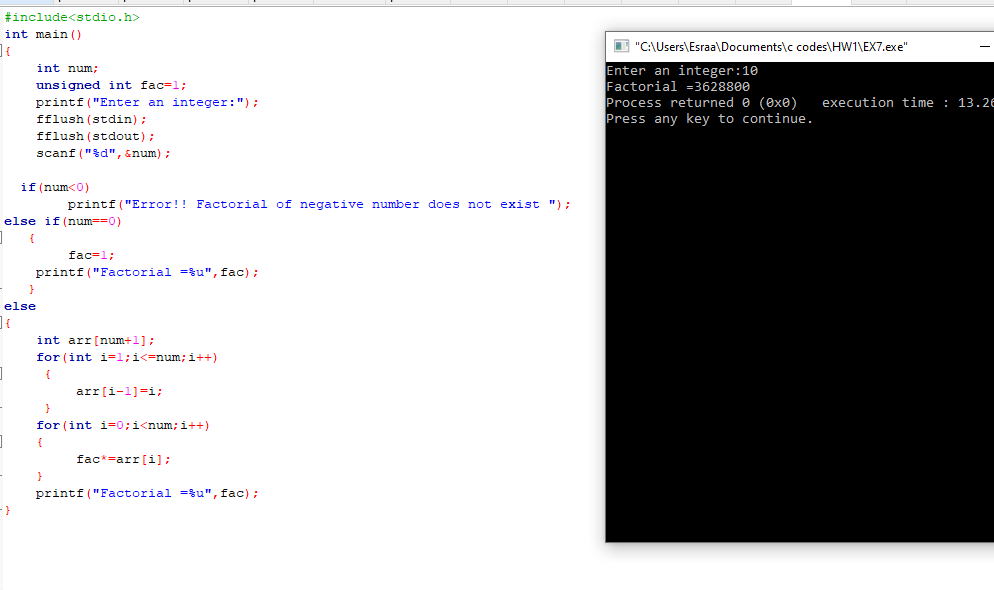 #include<stdio.h>
int main()
{
    int num;
    unsigned int fac=1;
    printf("Enter an integer:");
    fflush(stdin);
    fflush(stdout);
    scanf("%d",&num);
  if(num<0)
        printf("Error!! Factorial of negative number does not exist ");
else if(num==0)
   {
        fac=1;
    printf("Factorial =%u",fac);
   }
else
{
    int arr[num+1];
    for(int i=1;i<=num;i++)
     {
         arr[i-1]=i;
     }
    for(int i=0;i<num;i++)
    {
         fac*=arr[i];
    }
    printf("Factorial =%u",fac);
}
"C:\Users\Esraa\Documents\c codes\HW1\EX7.exe"
Enter an integer:10
Factorial =3628800
Process returned 0 (0x0)   execution time : 13.26
Press any key to continue.